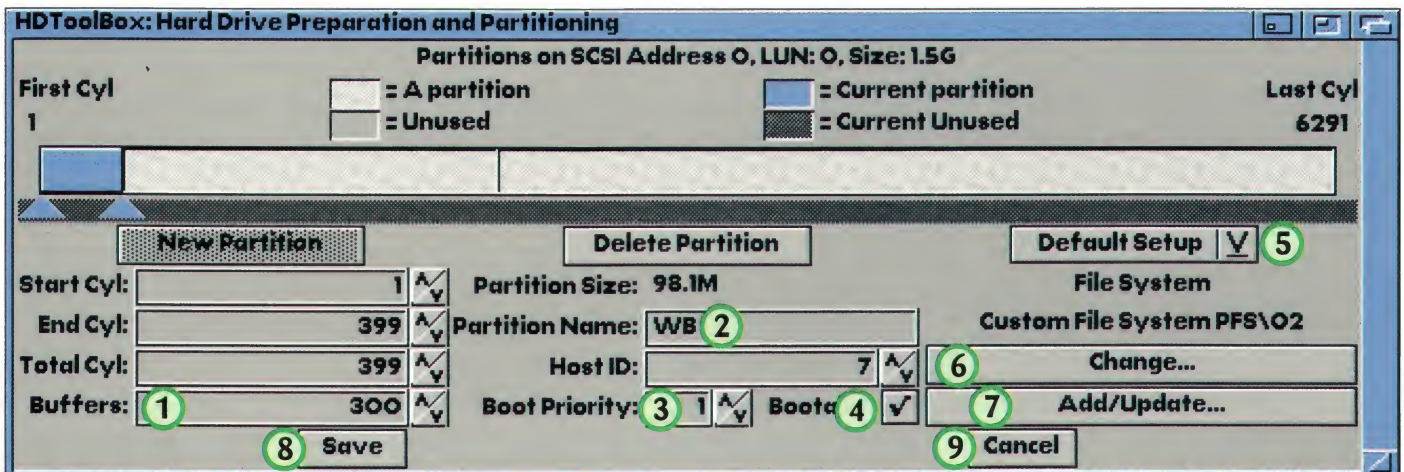 HDToolBox: Hard Drive Preparation and Partitioning
Partitions on SCSI Address 0, LUN: 0, Size: 1.5G
First Cyl = A partition = Current partition Last Cyl
1 = Unused = Current Unused 6291
New Partition Delete Partition Default Setup 5
Start Cyl: 1 Partition Size: 98.1M File System
End Cyl: 399 Partition Name: WB 2 Custom File System PFS\02
Total Cyl: 399 Host ID: 7 6 Change...
Buffers: 1 300 Boot Priority: 3 1 Boota 4 7 Add/Update...
8 Save 9 Cancel